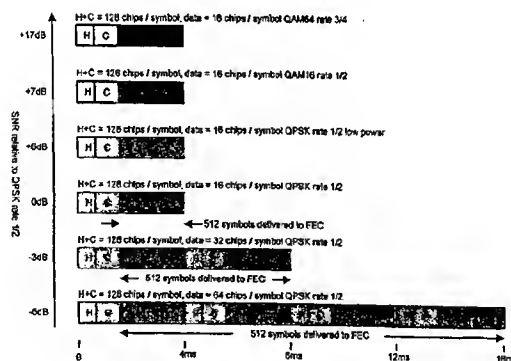 H+C = 128 chips / symbol, data = 16 chips / symbol QAM64 rate 3/4
+17dB
H C
H+C = 128 chips / symbol, data = 16 chips / symbol QAM16 rate 1/2
+7dB
H C
H+C = 128 chips / symbol, data = 16 chips / symbol QPSK rate 1/2 low power
+6dB
H C
H+C = 128 chips / symbol, data = 16 chips / symbol QPSK rate 1/2
0dB
H
512 symbols delivered to FEC
H+C = 128 chips / symbol, data = 32 chips / symbol QPSK rate 1/2
-3dB
H
512 symbols delivered to FEC
H+C = 128 chips / symbol, data = 64 chips / symbol QPSK rate 1/2
H
512 symbols delivered to FEC
0
4ms
12ms
SNR relative to QPSK rate 1/2